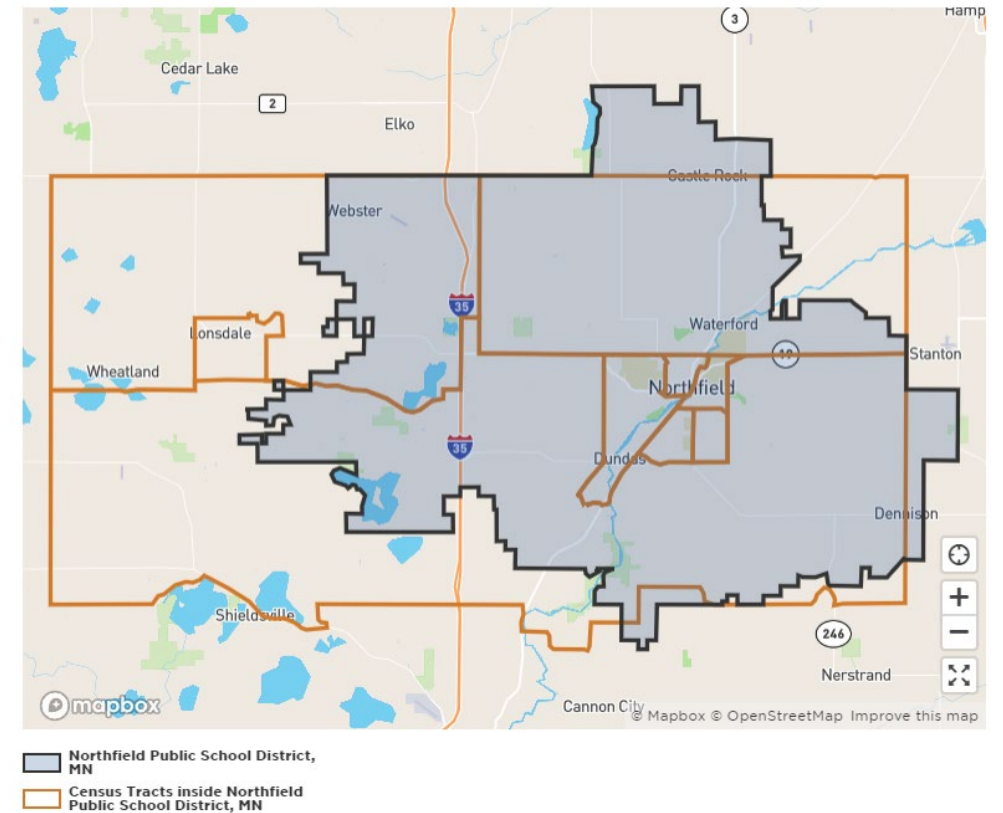 Hamp
3
Cedar Lake
2
Elko
Castle Rock
Webster
35
Waterford
Lonsdale
19
Stanton
Wheatland
Northfield
35
Dundas
Dennison
Shieldsville
246
Nerstrand
Cannon City
mapbox
© Mapbox © OpenStreetMap Improve this map
Northfield Public School District,
MN
Census Tracts inside Northfield
Public School District, MN